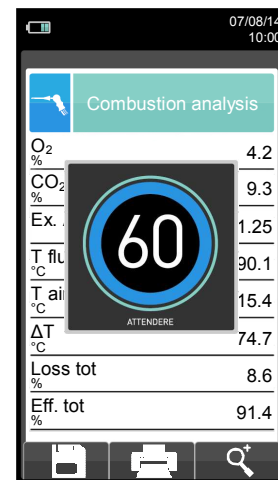 07/08/14
10:00
Combustion analysis
O2
%
4.2
CO2
%
9.3
Ex.
1.25
T flu
°C
90.1
T air
°C
15.4
ΔT
°C
74.7
Loss tot
%
8.6
Eff. tot
%
91.4
60
ATTENDERE